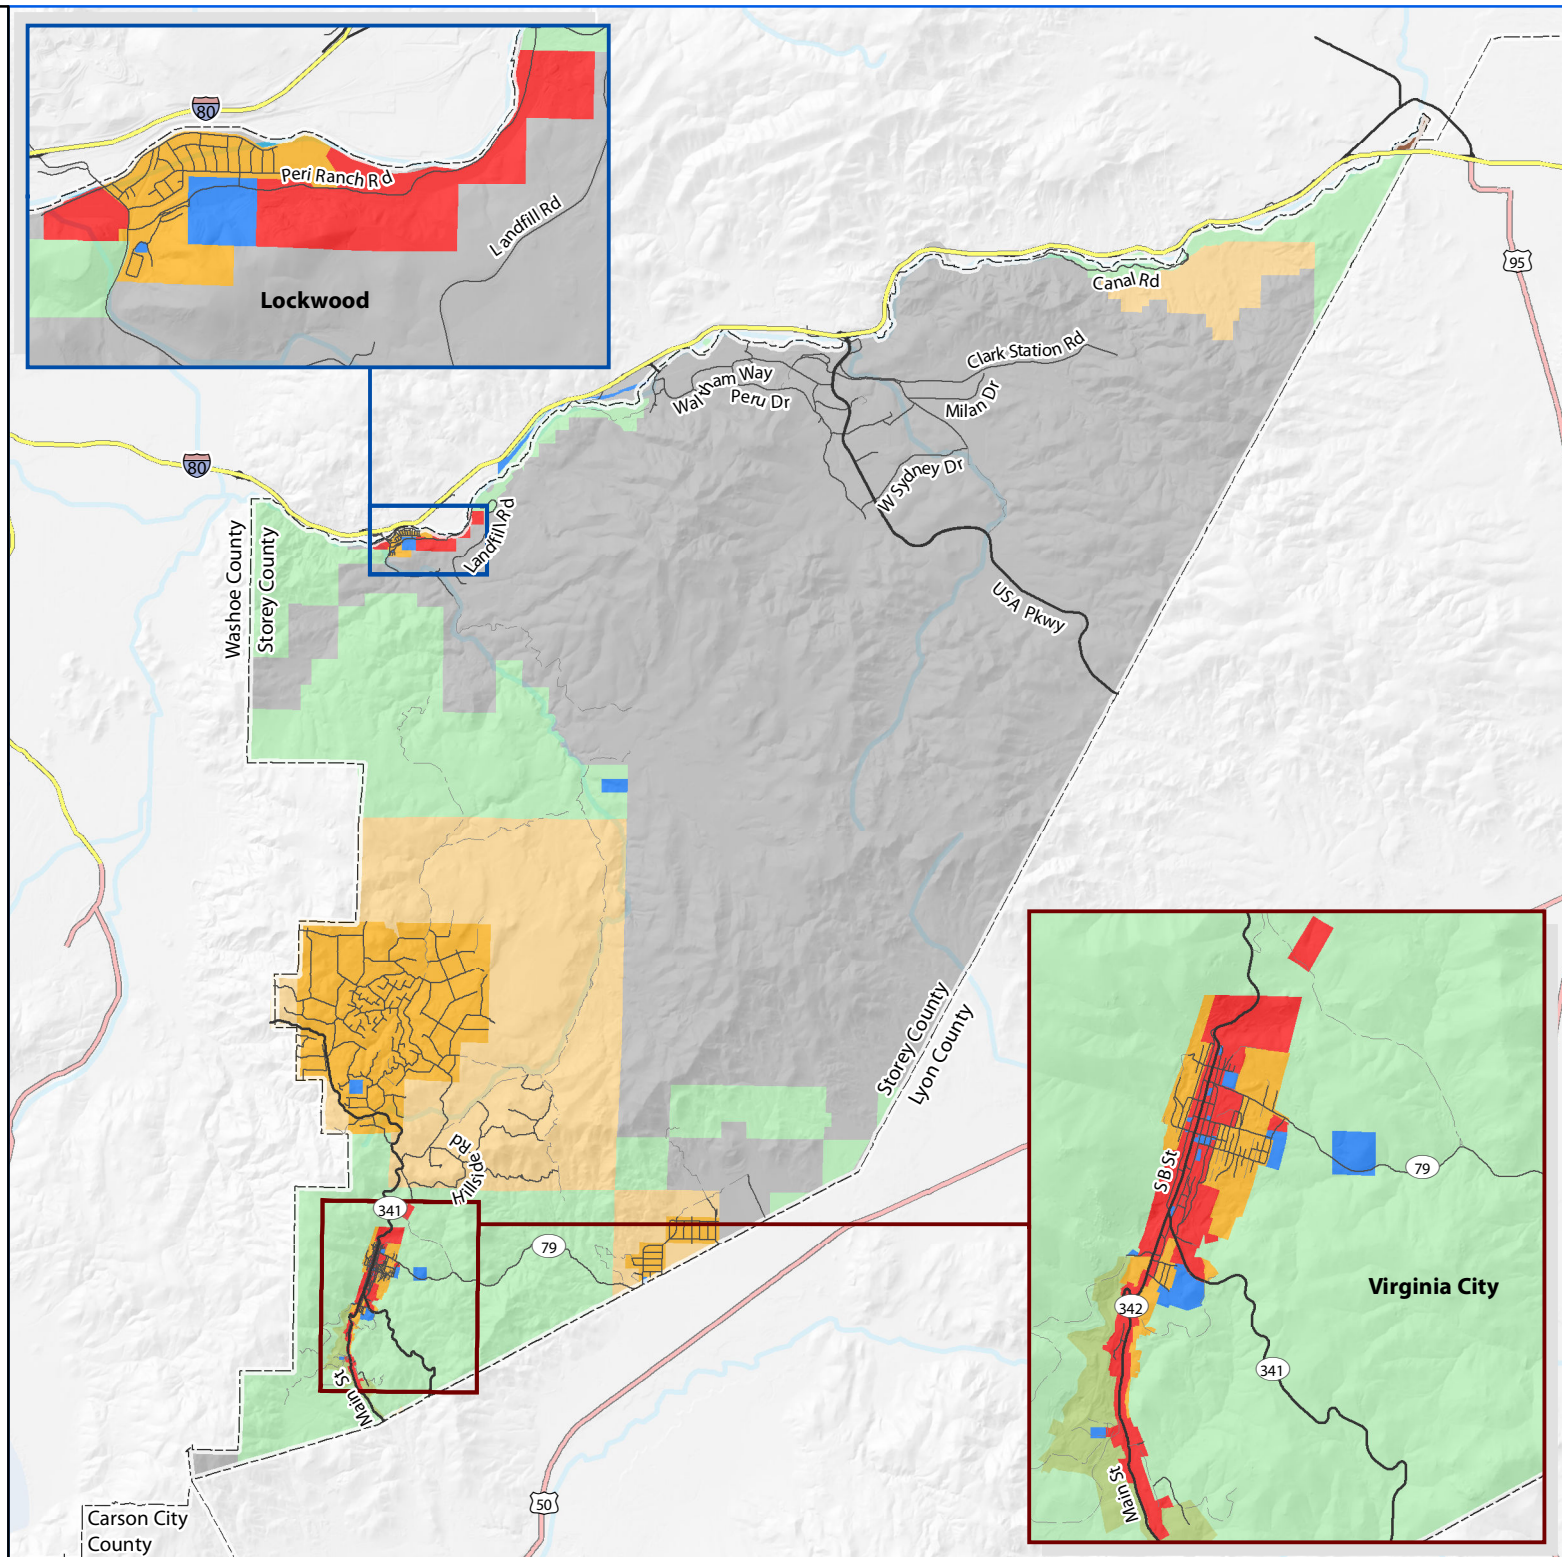 80
Peri Ranch Rd
Landfill Rd
Lockwood
95
Canal Rd
Clark Station Rd
Waltham Way
Peru Dr
Milan Dr
80
W Sydney Dr
Landfill Rd
Washoe County
Storey County
USA Pkwy
Storey County
Lyon County
Hillside Rd
341
79
Main St
50
Carson City
County
S B St
79
342
Virginia City
341
Main St